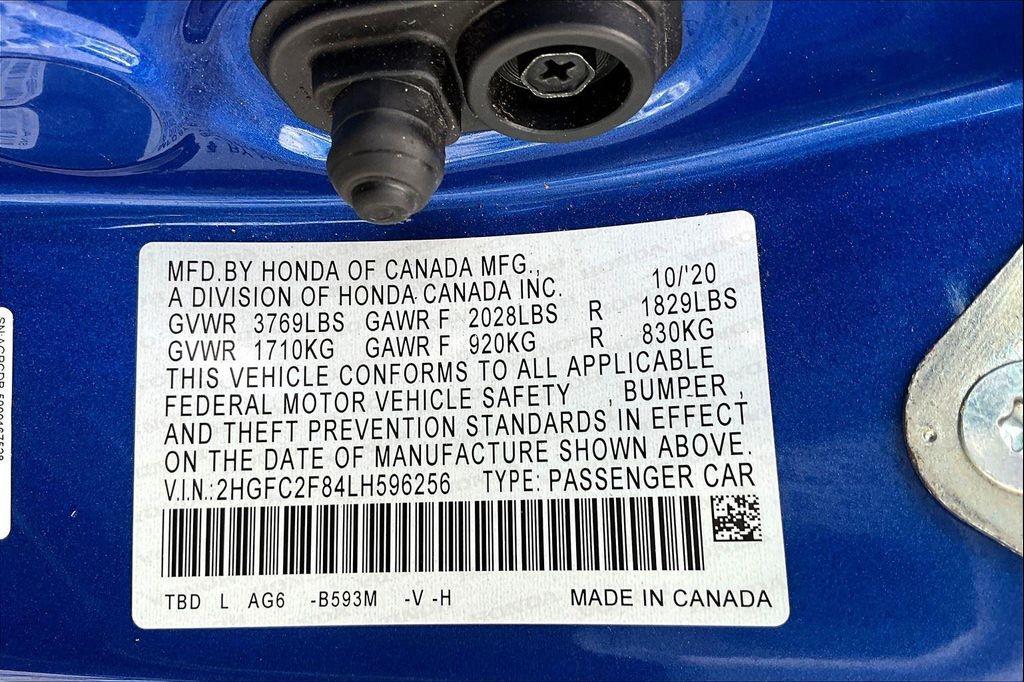 MFD. BY HONDA OF CANADA MFG.,
A DIVISION OF HONDA CANADA INC. 10/'20
GVWR 3769LBS GAWR F 2028LBS R 1829LBS
GVWR 1710KG GAWR F 920KG R 830KG
THIS VEHICLE CONFORMS TO ALL APPLICABLE
FEDERAL MOTOR VEHICLE SAFETY , BUMPER ,
AND THEFT PREVENTION STANDARDS IN EFFECT
ON THE DATE OF MANUFACTURE SHOWN ABOVE.
V.I.N.:2HGFC2F84LH596256 TYPE: PASSENGER CAR
TBD L AG6 -B593M -V -H MADE IN CANADA